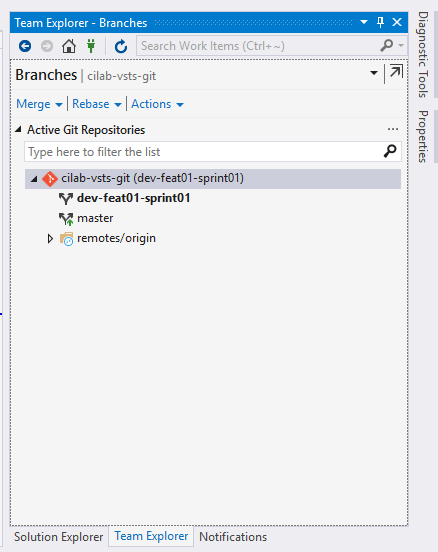 Team Explorer - Branches
Search Work Items (Ctrl+~)
Branches | cilab-vsts-git
Merge | Rebase | Actions
Active Git Repositories
Type here to filter the list
cilab-vsts-git (dev-feat01-sprint01)
dev-feat01-sprint01
master
remotes/origin
Solution Explorer Team Explorer Notifications
Diagnostic Tools
Properties